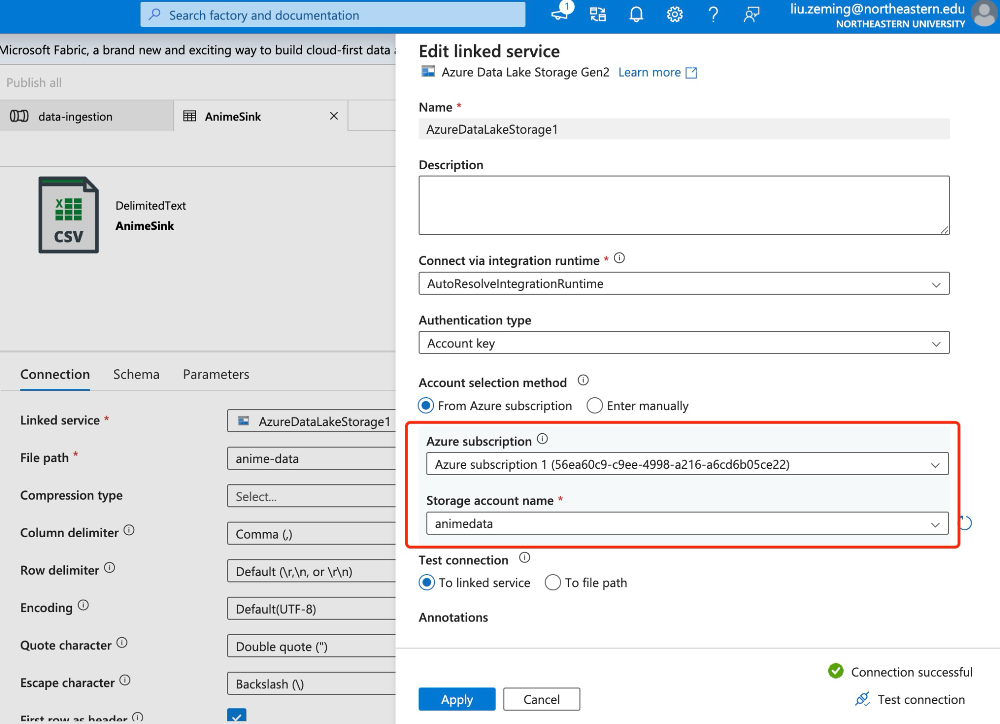 Search factory and documentation
1
liu.zeming@northeastern.edu
NORTHEASTERN UNIVERSITY
Microsoft Fabric, a brand new and exciting way to build cloud-first data
Publish all
data-ingestion
AnimeSink
CSV
DelimitedText
AnimeSink
Connection Schema Parameters
Linked service *
AzureDataLakeStorage1
File path *
anime-data
Compression type
Select...
Column delimiter
Comma (,)
Row delimiter
Default (\r,\n, or \r\n)
Encoding
Default(UTF-8)
Quote character
Double quote (")
Escape character
Backslash (\)
First row as header
Edit linked service
Azure Data Lake Storage Gen2 Learn more
Name *
AzureDataLakeStorage1
Description
Connect via integration runtime *
AutoResolveIntegrationRuntime
Authentication type
Account key
Account selection method
From Azure subscription Enter manually
Azure subscription
Azure subscription 1 (56ea60c9-c9ee-4998-a216-a6cd6b05ce22)
Storage account name *
animedata
Test connection
To linked service To file path
Annotations
Connection successful
Apply Cancel
Test connection